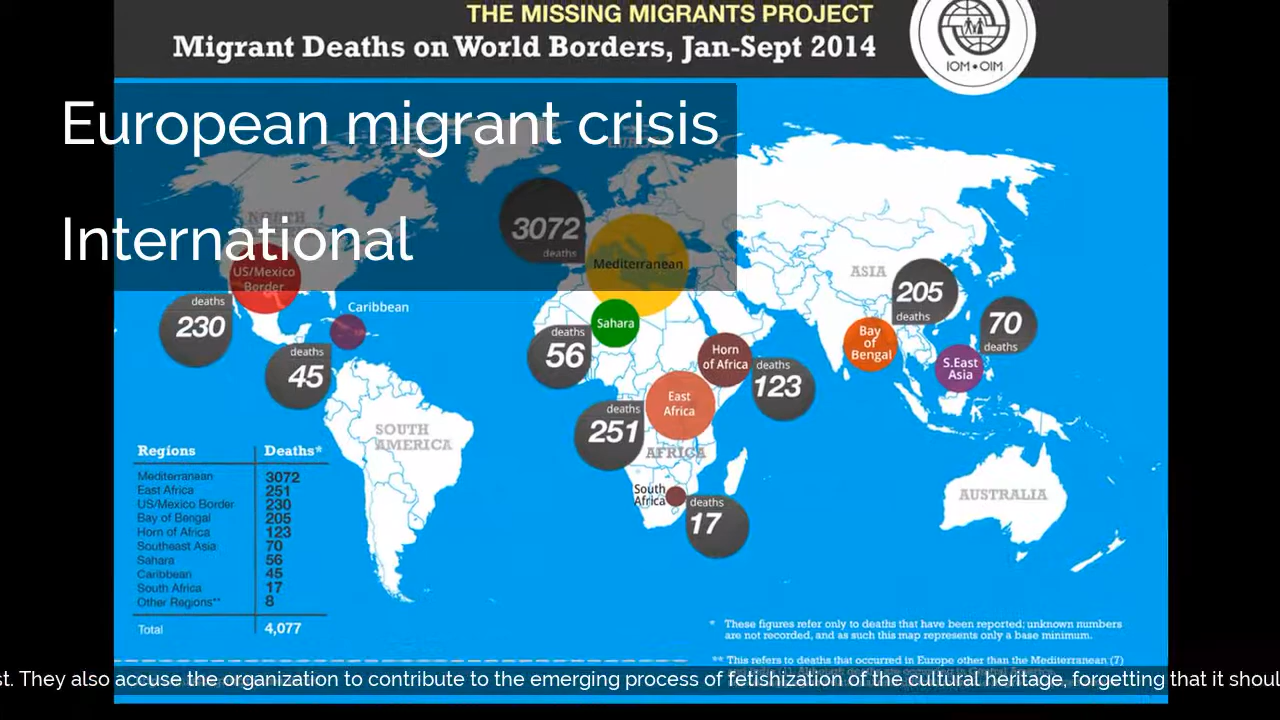 THE MISSING MIGRANTS PROJECT
Migrant Deaths on World Borders, Jan-Sept 2014
IOM • OIM
European migrant crisis
International
EUROPE
NORTH
3072
deaths
Mediterranean
US/Mexico
Border
deaths
230
Caribbean
deaths
45
Sahara
deaths
56
Horn
of Africa
deaths
123
East
Africa
deaths
251
AFRICA
South
Africa
deaths
17
ASIA
205
deaths
Bay
of
Bengal
70
deaths
S.East
Asia
SOUTH
AMERICA
AUSTRALIA
Regions Deaths*
Mediterranean 3072
East Africa 251
US/Mexico Border 230
Bay of Bengal 205
Horn of Africa 123
Southeast Asia 70
Sahara 56
Caribbean 45
South Africa 17
Other Regions** 8
Total 4,077
* These figures refer only to deaths that have been reported; unknown numbers
are not recorded, and as such this map represents only a base minimum.
** This refers to deaths that occurred in Europe other than the Mediterranean (7)
st. They also accuse the organization to contribute to the emerging process of fetishization of the cultural heritage, forgetting that it shoul